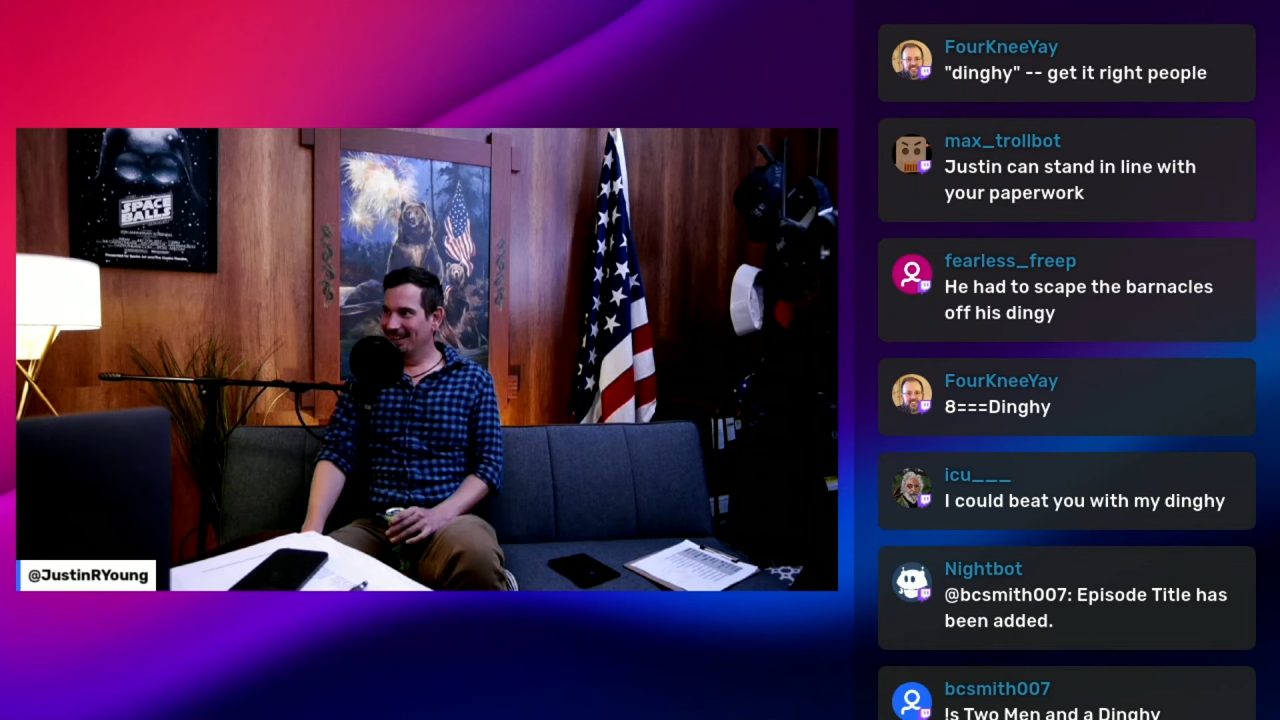 SPACE
BALLS
@JustinRYoung
FourKneeYay
"dinghy" -- get it right people
max_trollbot
Justin can stand in line with
your paperwork
fearless_freep
He had to scape the barnacles
off his dingy
FourKneeYay
8===Dinghy
icu___
I could beat you with my dinghy
Nightbot
@bcsmith007: Episode Title has
been added.
bcsmith007
!s Two Men and a Dinghy